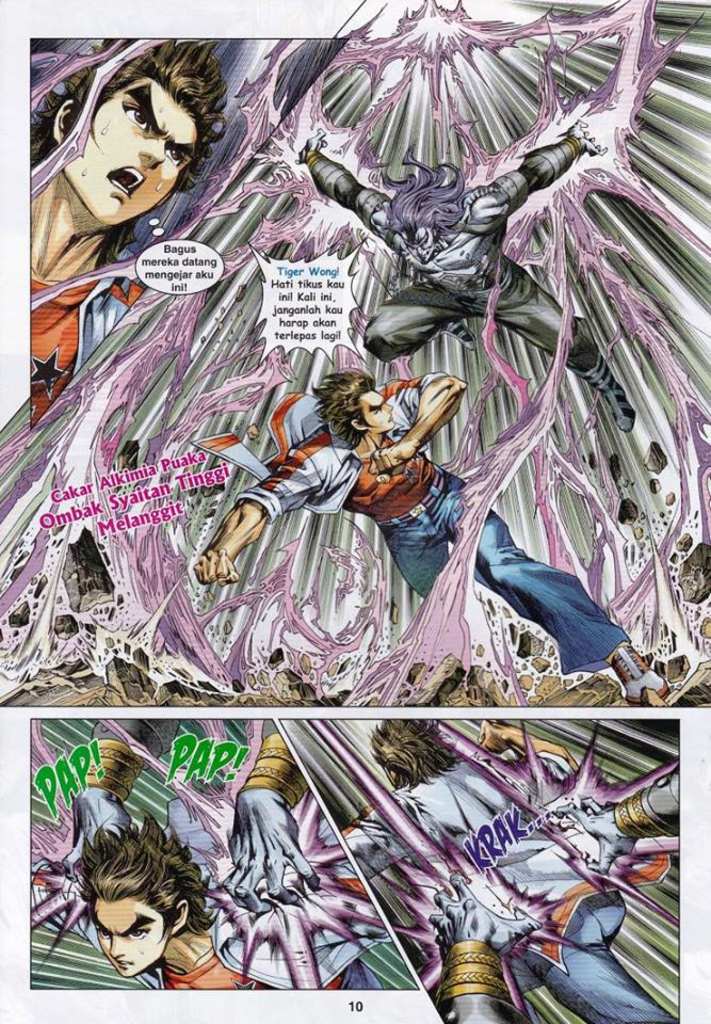 Bagus
mereka datang
mengejar aku
ini!
Tiger Wong!
Hati tikus kau
ini! Kali ini,
janganlah kau
harap akan
terlepas lagi!
Cakar Alkimia Puaka
Ombak Syaitan Tinggi
Melanggit
PAP!
PAP!
KRAK...
10